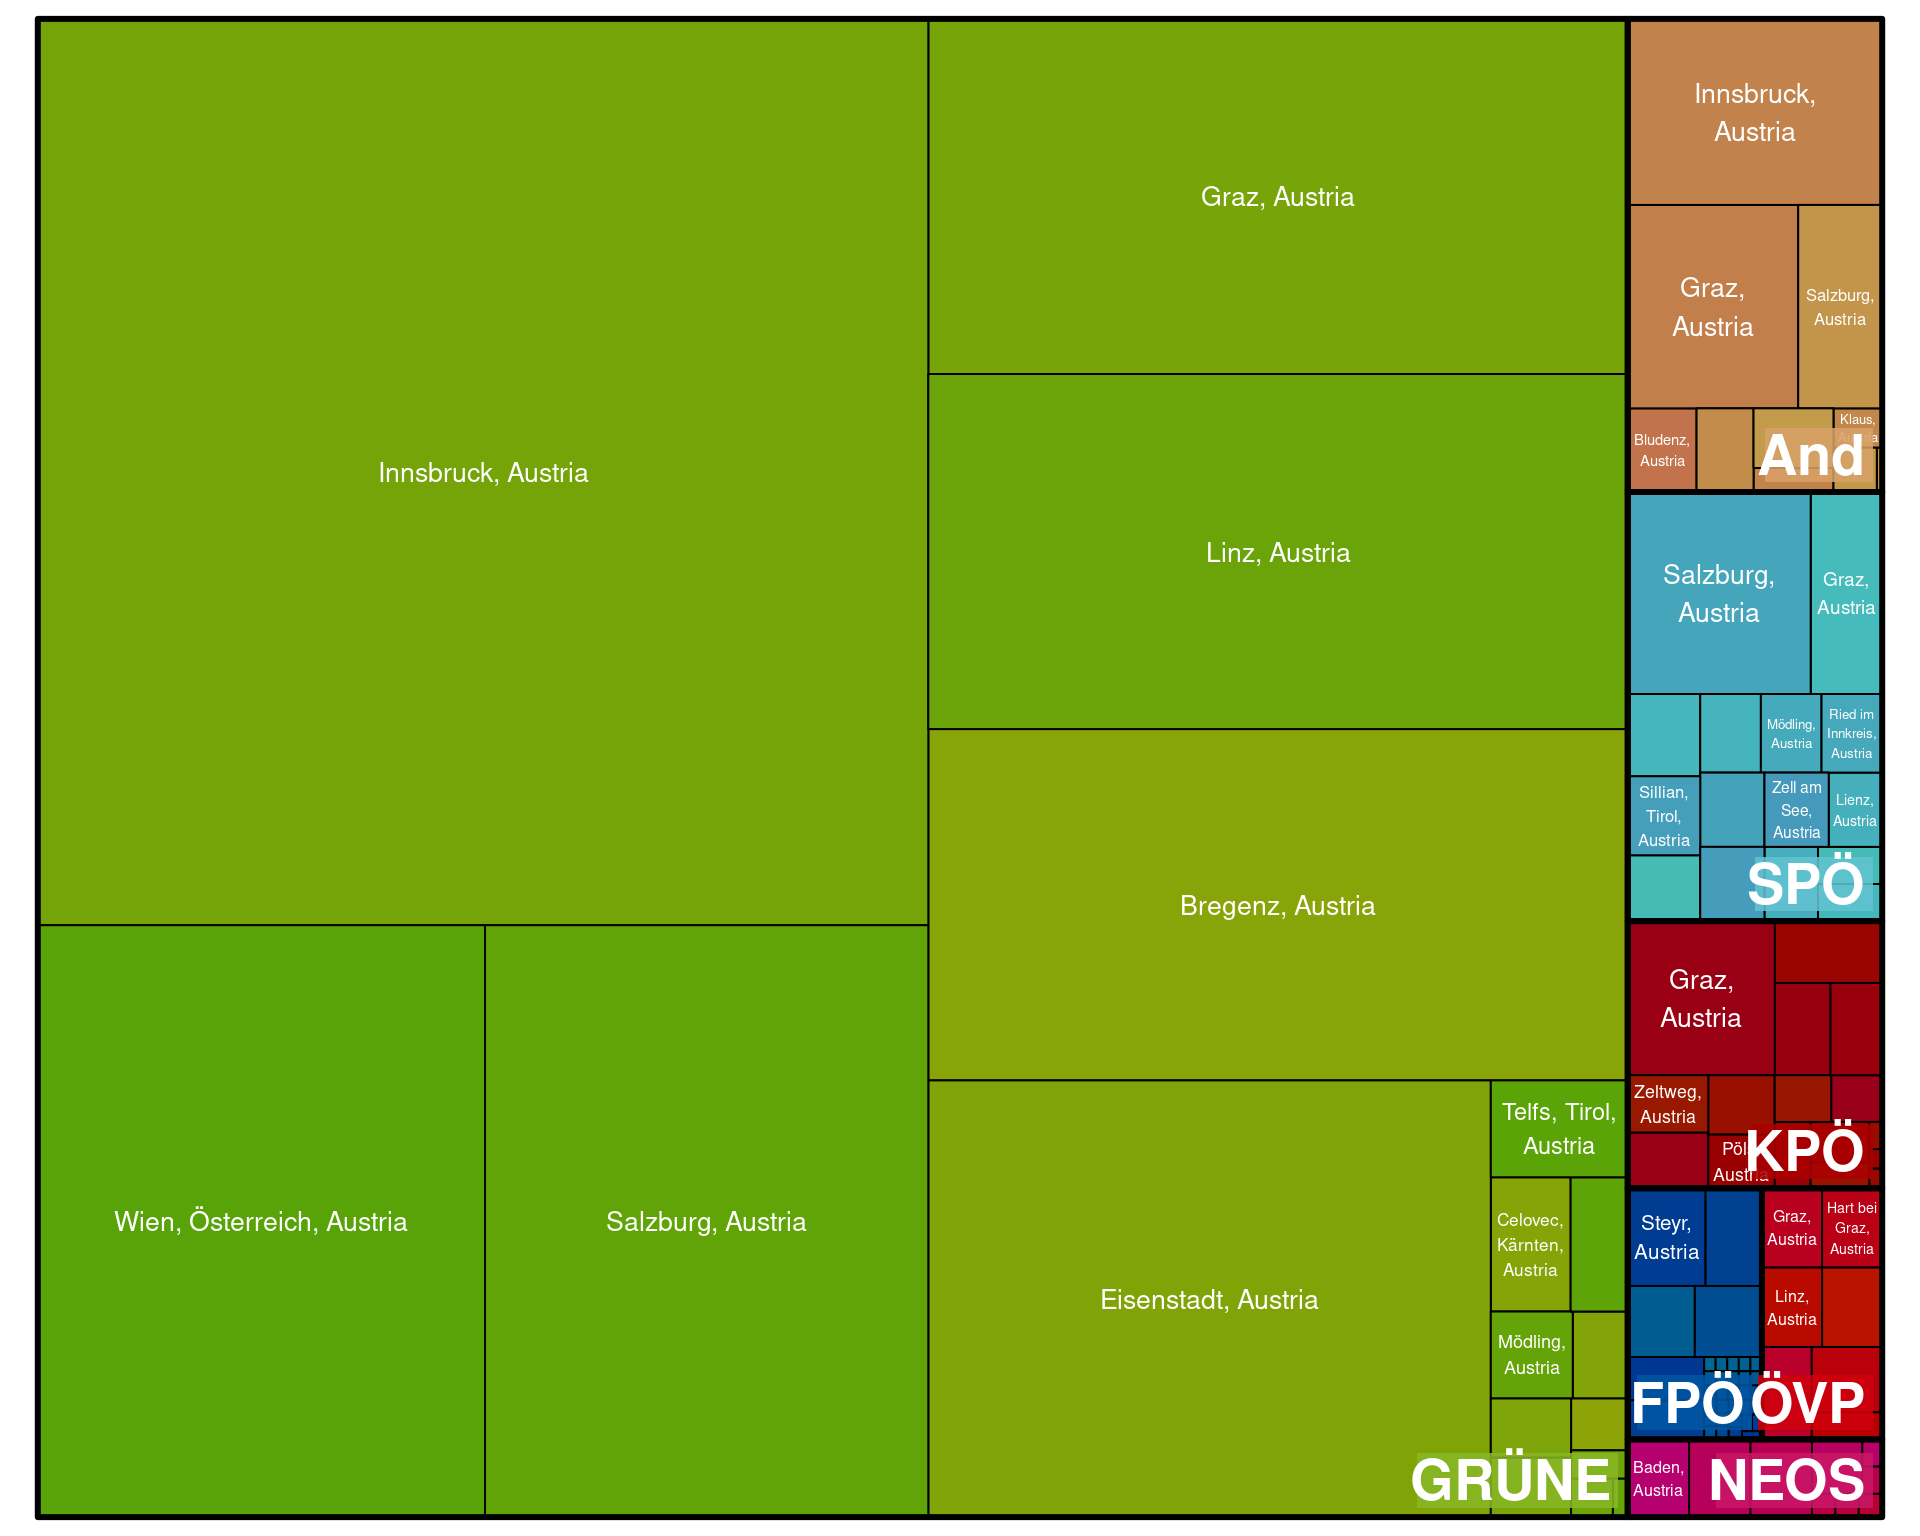 Innsbruck, Austria
Wien, Österreich, Austria
Salzburg, Austria
Graz, Austria
Linz, Austria
Bregenz, Austria
Eisenstadt, Austria
Telfs, Tirol,
Austria
Celovec,
Kärnten,
Austria
Mödling,
Austria
GRÜNE
Innsbruck,
Austria
Graz,
Austria
Salzburg,
Austria
Bludenz,
Austria
Klaus,
And
Salzburg,
Austria
Graz,
Austria
Mödling,
Austria
Ried im
Innkreis,
Austria
Sillian,
Tirol,
Austria
Zell am
See,
Austria
Lienz,
Austria
SPÖ
Graz,
Austria
Zeltweg,
Austria
Austria
KPÖ
Steyr,
Austria
FPÖ
Graz,
Austria
Hart bei
Graz,
Austria
Linz,
Austria
ÖVP
Baden,
Austria
NEOS